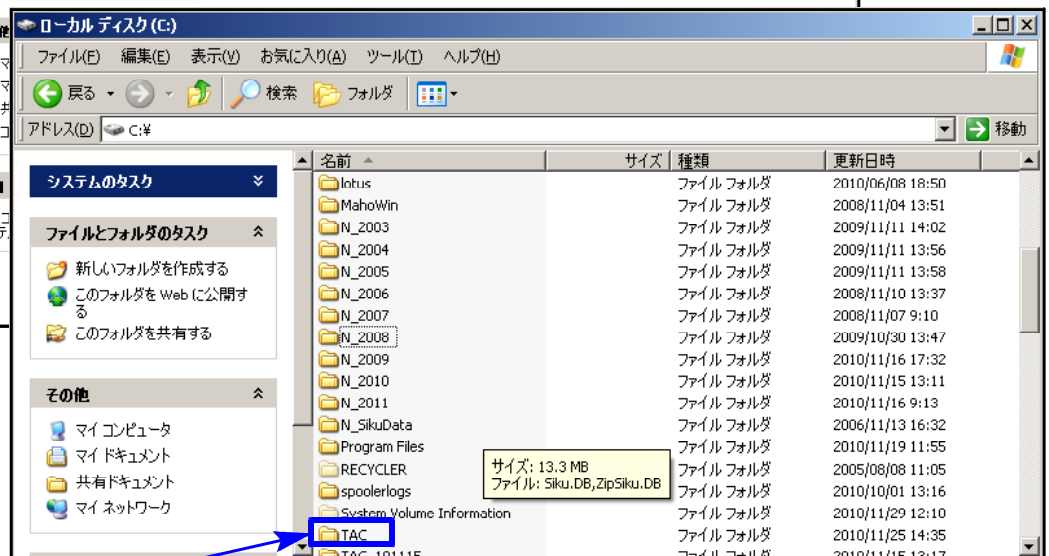 ローカル ディスク (C:)
ファイル(F) 編集(E) 表示(V) お気に入り(A) ツール(T) ヘルプ(H)
戻る 検索 フォルダ
アドレス(D) C:¥ 移動
システムのタスク
ファイルとフォルダのタスク
新しいフォルダを作成する
このフォルダを Web に公開す
る
このフォルダを共有する
その他
マイ コンピュータ
マイ ドキュメント
共有ドキュメント
マイ ネットワーク
名前 サイズ 種類 更新日時
lotus ファイル フォルダ 2010/06/08 18:50
MahoWin ファイル フォルダ 2008/11/04 13:51
N_2003 ファイル フォルダ 2009/11/11 14:02
N_2004 ファイル フォルダ 2009/11/11 13:56
N_2005 ファイル フォルダ 2009/11/11 13:58
N_2006 ファイル フォルダ 2008/11/10 13:37
N_2007 ファイル フォルダ 2008/11/07 9:10
N_2008 ファイル フォルダ 2009/10/30 13:47
N_2009 ファイル フォルダ 2010/11/16 17:32
N_2010 ファイル フォルダ 2010/11/15 13:11
N_2011 ファイル フォルダ 2010/11/16 9:13
N_SikuData ファイル フォルダ 2006/11/13 16:32
Program Files ファイル フォルダ 2010/11/19 11:55
RECYCLER ファイル フォルダ 2005/08/08 11:05
spoolerlogs ファイル フォルダ 2010/10/01 13:16
System Volume Information ファイル フォルダ 2010/11/29 12:10
TAC ファイル フォルダ 2010/11/25 14:35
TAC_101115 ファイル フォルダ 2010/11/15 13:17
サイズ: 13.3 MB
ファイル: Siku.DB,ZipSiku.DB